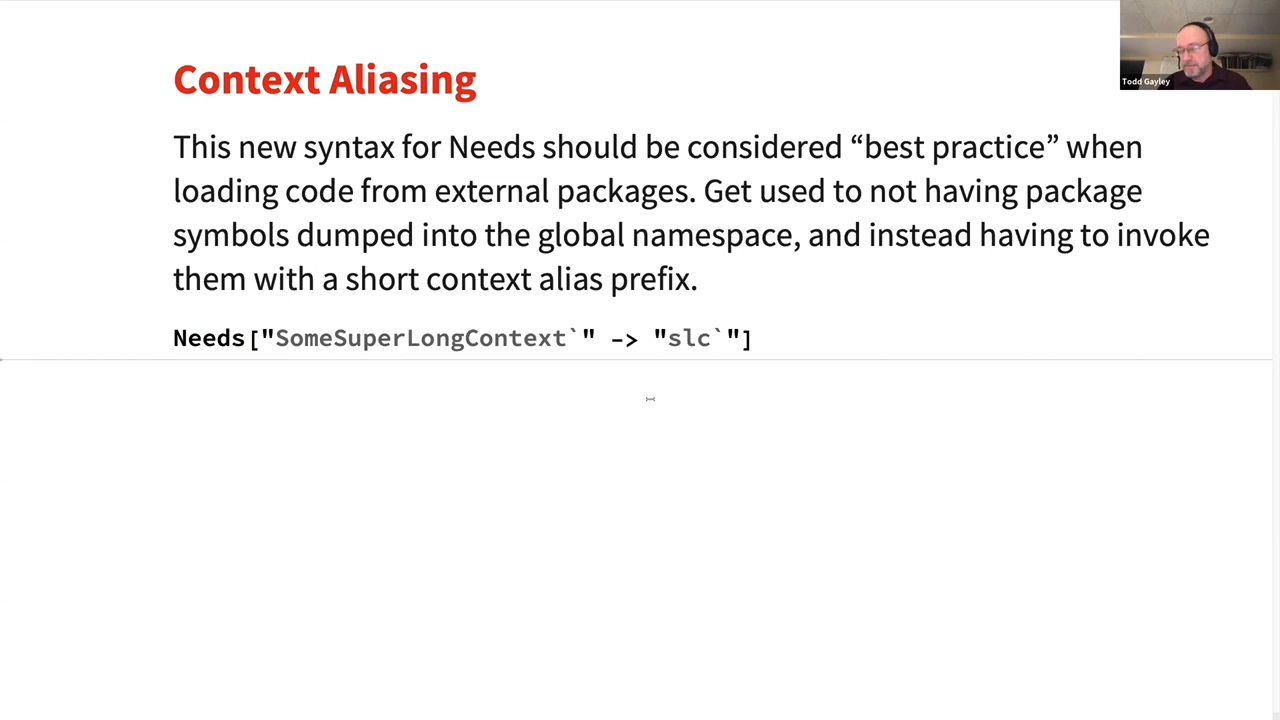 Context Aliasing
This new syntax for Needs should be considered “best practice” when
loading code from external packages. Get used to not having package
symbols dumped into the global namespace, and instead having to invoke
them with a short context alias prefix.
Needs["SomeSuperLongContext`" -> "slc`"]
Todd Gayley